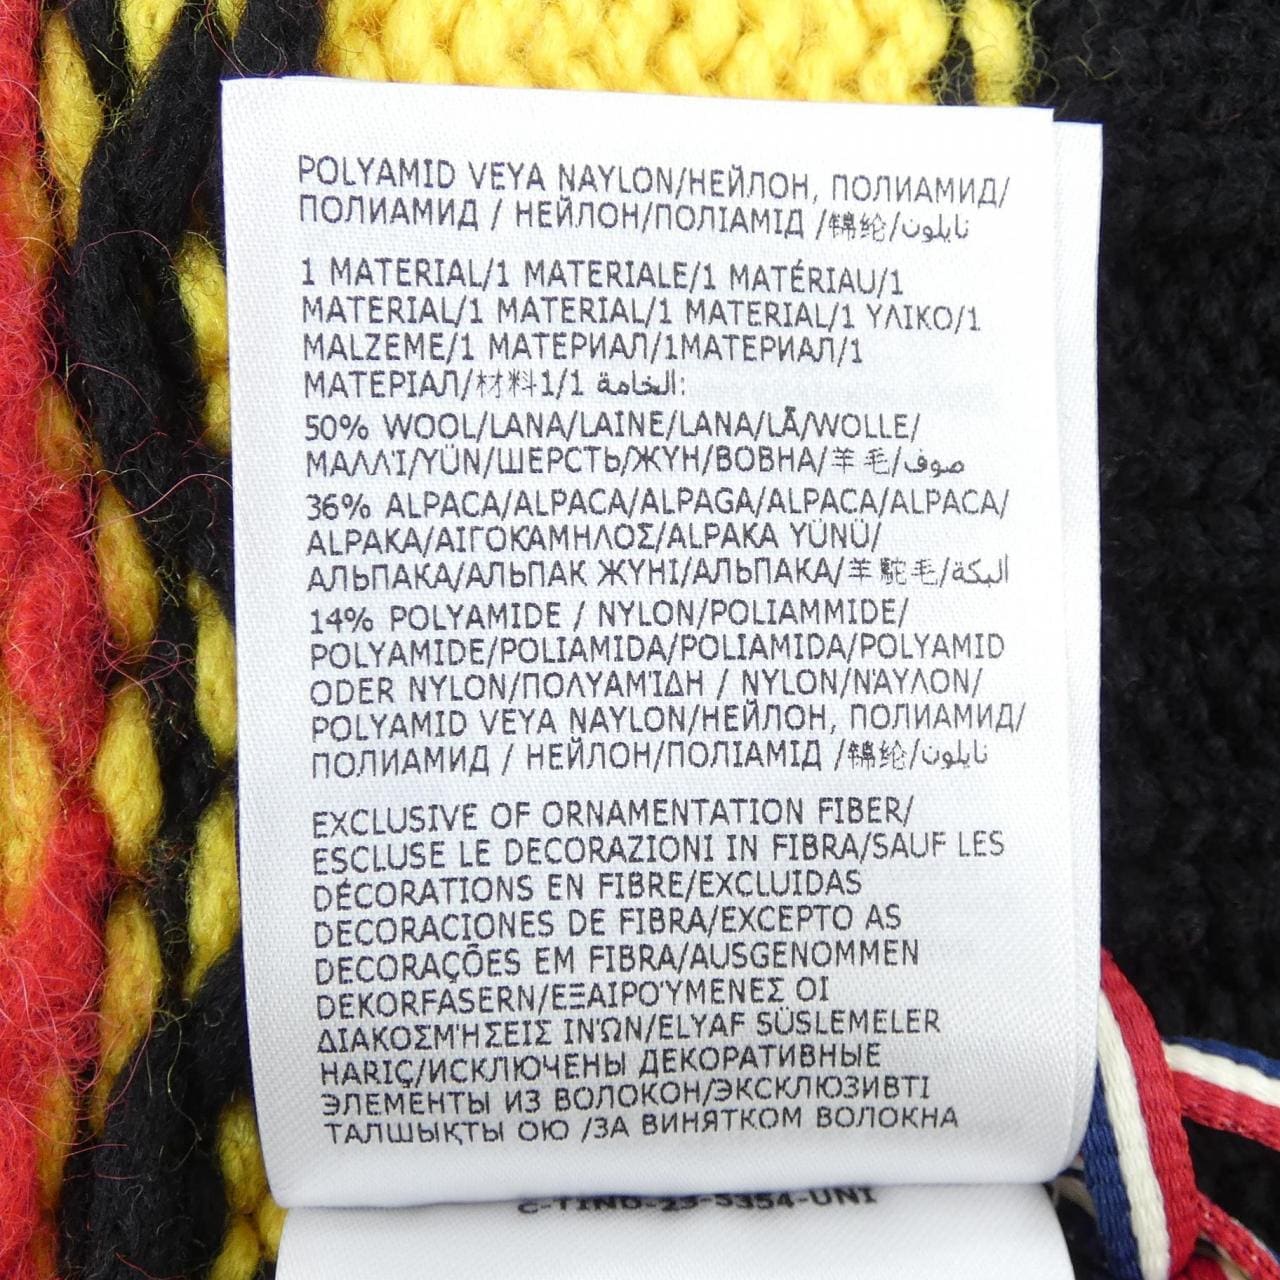 POLYAMID VEYA NAYLON/НЕЙЛОН, ПОЛИАМИД/
ПОЛИАМИД / НЕЙЛОН/ПОЛІАМІД /锦纶/نايلون
1 MATERIAL/1 MATERIALE/1 MATÉRIAU/1
MATERIAL/1 MATERIAL/1 MATERIAL/1 ΥΛΙΚΟ/1
MALZEME/1 МАТЕРИАЛ/1МАТЕРИАЛ/1
МАТЕРІАЛ/材料1/1 الخامة:
50% WOOL/LANA/LAINE/LANA/LÃ/WOLLE/
ΜΑΛΛΊ/YÜN/ШЕРСТЬ/ЖҮН/ВОВНА/羊毛/صوف
36% ALPACA/ALPACA/ALPAGA/ALPACA/ALPACA/
ALPAKA/ΑΙΓΟΚΆΜΗΛΟΣ/ALPAKA YÜNÜ/
АЛЬПАКА/АЛЬПАК ЖҮНІ/АЛЬПАКА/羊駝毛/البكة
14% POLYAMIDE / NYLON/POLIAMMIDE/
POLYAMIDE/POLIAMIDA/POLIAMIDA/POLYAMID
ODER NYLON/ΠΟΛΥΑΜΊΔΗ / NYLON/ΝΆΥΛΟΝ/
POLYAMID VEYA NAYLON/НЕЙЛОН, ПОЛИАМИД/
ПОЛИАМИД / НЕЙЛОН/ПОЛІАМІД /锦纶/نايلون
EXCLUSIVE OF ORNAMENTATION FIBER/
ESCLUSE LE DECORAZIONI IN FIBRA/SAUF LES
DÉCORATIONS EN FIBRE/EXCLUIDAS
DECORACIONES DE FIBRA/EXCEPTO AS
DECORAÇÕES EM FIBRA/AUSGENOMMEN
DEKORFASERN/ΕΞΑΙΡΟΎΜΕΝΕΣ ΟΙ
ΔΙΑΚΟΣΜΉΣΕΙΣ ΙΝΏΝ/ELYAF SÜSLEMELER
HARIÇ/ИСКЛЮЧЕНЫ ДЕКОРАТИВНЫЕ
ЭЛЕМЕНТЫ ИЗ ВОЛОКОН/ЭКСКЛЮЗИВТІ
ТАЛШЫҚТЫ ОЮ /ЗА ВИНЯТКОМ ВОЛОКНА
C-TINO-23-5354-UNI